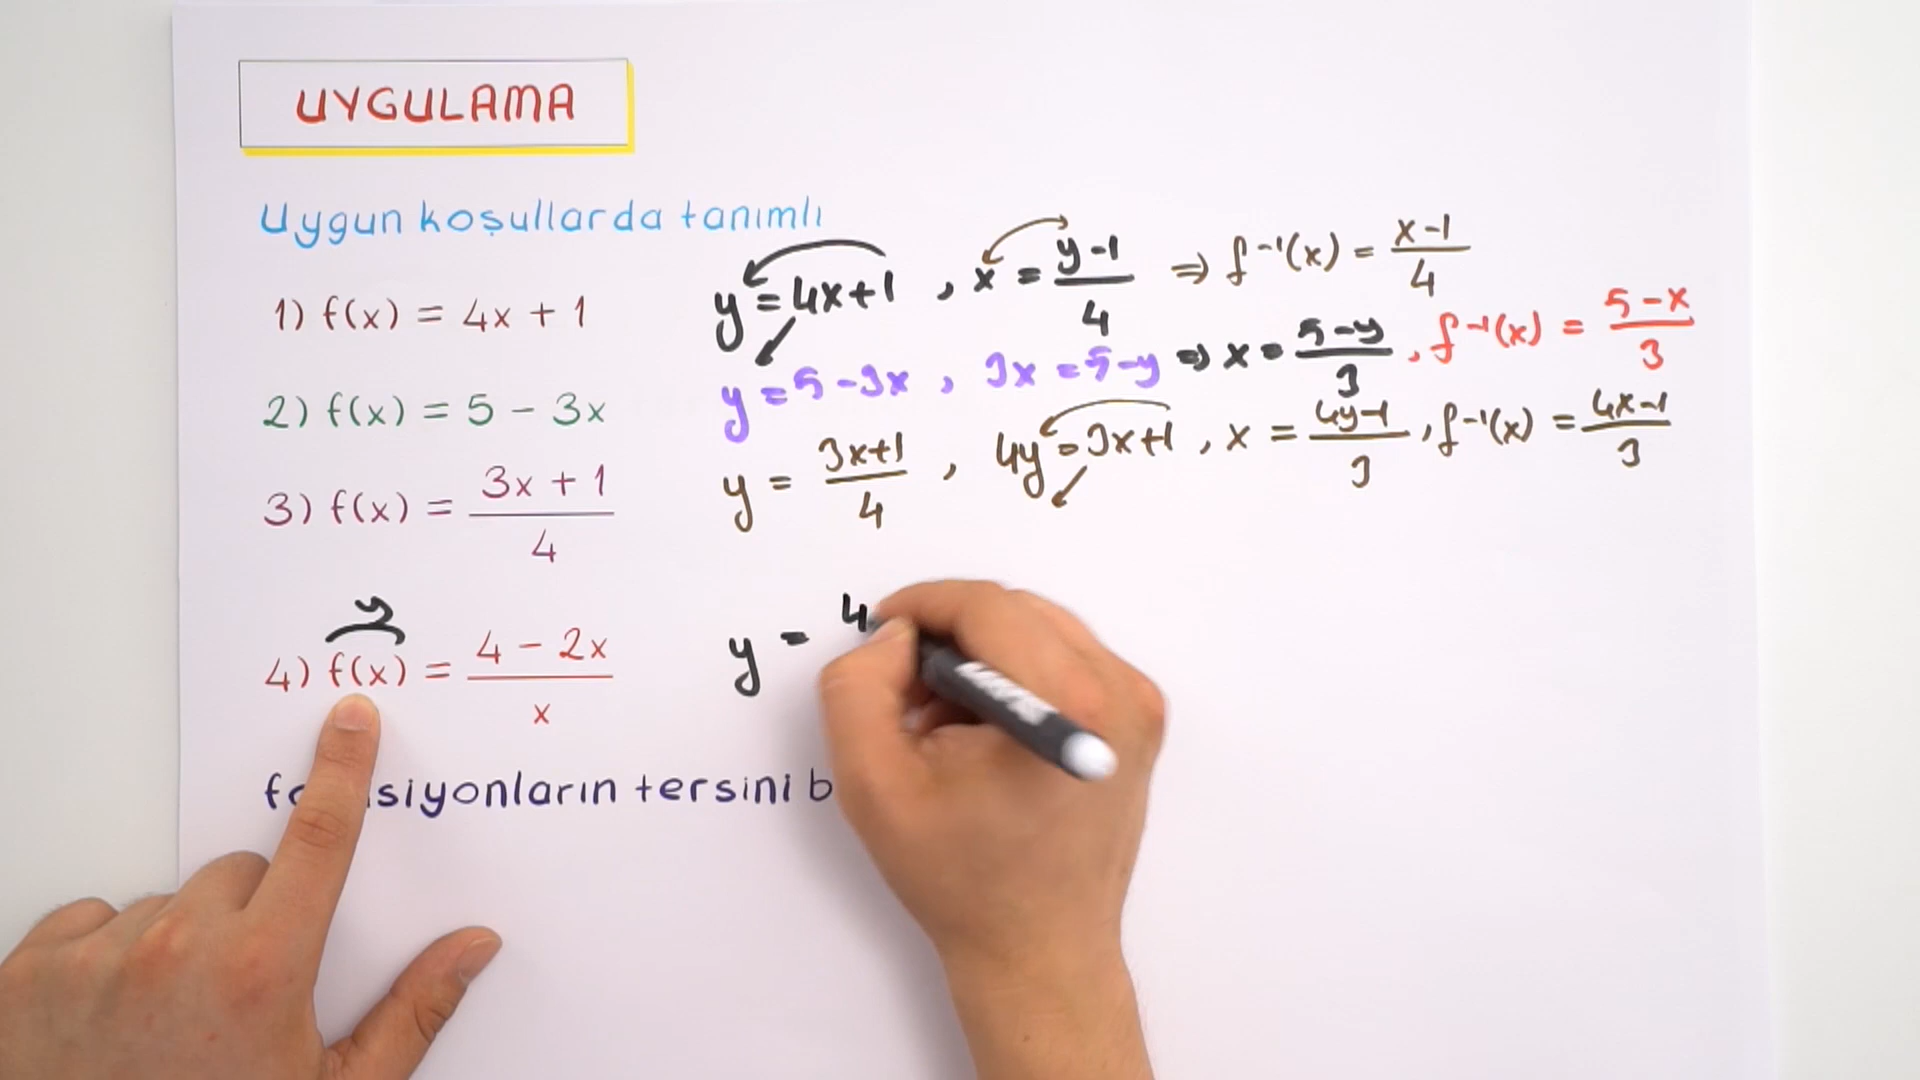 UYGULAMA
Uygun koşullarda tanımlı
1) f(x) = 4x + 1
y = 4x+1 , x = (y-1)/4 ⇒ f⁻¹(x) = (x-1)/4
2) f(x) = 5 - 3x
y = 5-3x , 3x = 5-y ⇒ x = (5-y)/3 , f⁻¹(x) = (5-x)/3
3) f(x) = (3x + 1)/4
y = (3x+1)/4 , 4y = 3x+1 , x = (4y-1)/3 , f⁻¹(x) = (4x-1)/3
y
4) f(x) = (4 - 2x)/x
y = 4
tersini